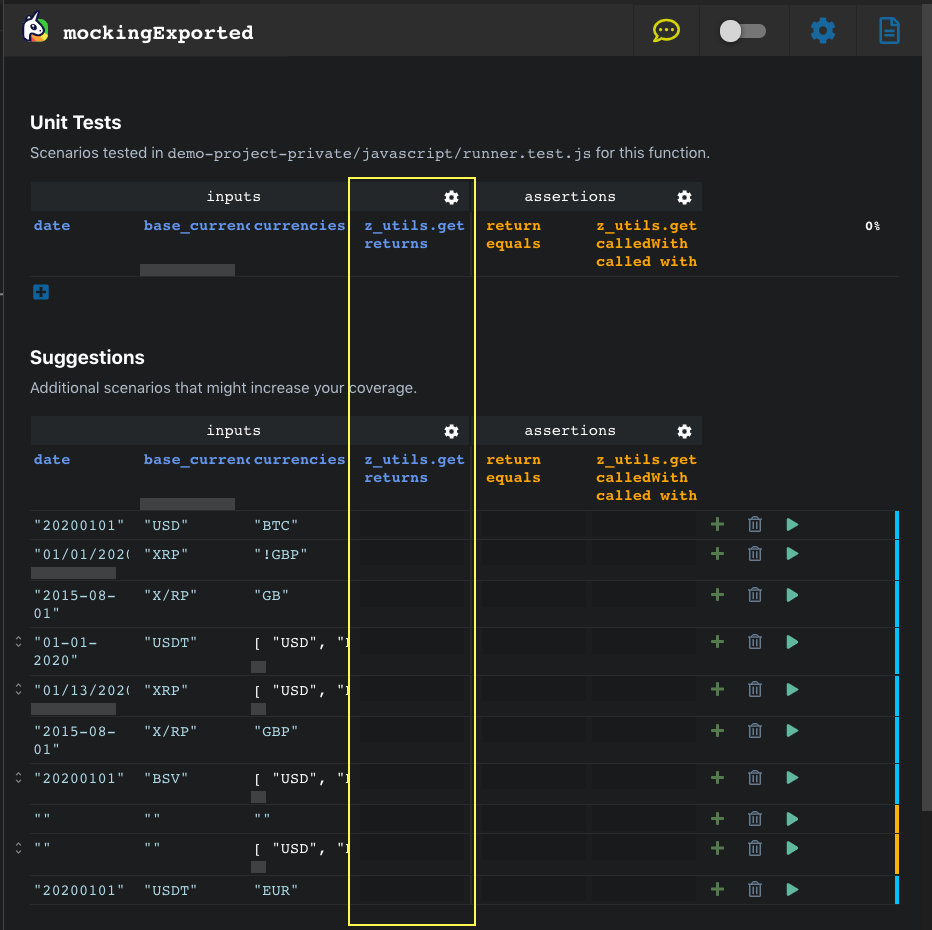 mockingExported
Unit Tests
Scenarios tested in demo-project-private/javascript/runner.test.js for this function.
inputs assertions
date base_currenc currencies z_utils.get returns return equals z_utils.get calledWith called with 0%
Suggestions
Additional scenarios that might increase your coverage.
inputs assertions
date base_currenc currencies z_utils.get returns return equals z_utils.get calledWith called with
"20200101" "USD" "BTC"
"01/01/2020 "XRP" "!GBP"
"2015-08-01" "X/RP" "GB"
"01-01-2020" "USDT" [ "USD", "
"01/13/2020 "XRP" [ "USD", "
"2015-08-01" "X/RP" "GBP"
"20200101" "BSV" [ "USD", "
"" "" ""
"" "" [ "USD", "
"20200101" "USDT" "EUR"